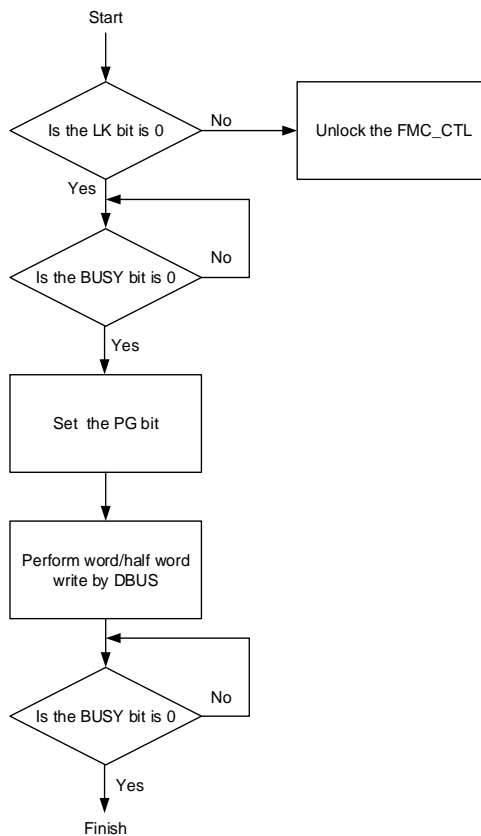 Start
Is the LK bit is 0
No
Unlock the FMC_CTL
Yes
Is the BUSY bit is 0
No
Yes
Set the PG bit
Perform word/half word
write by DBUS
Is the BUSY bit is 0
No
Yes
Finish